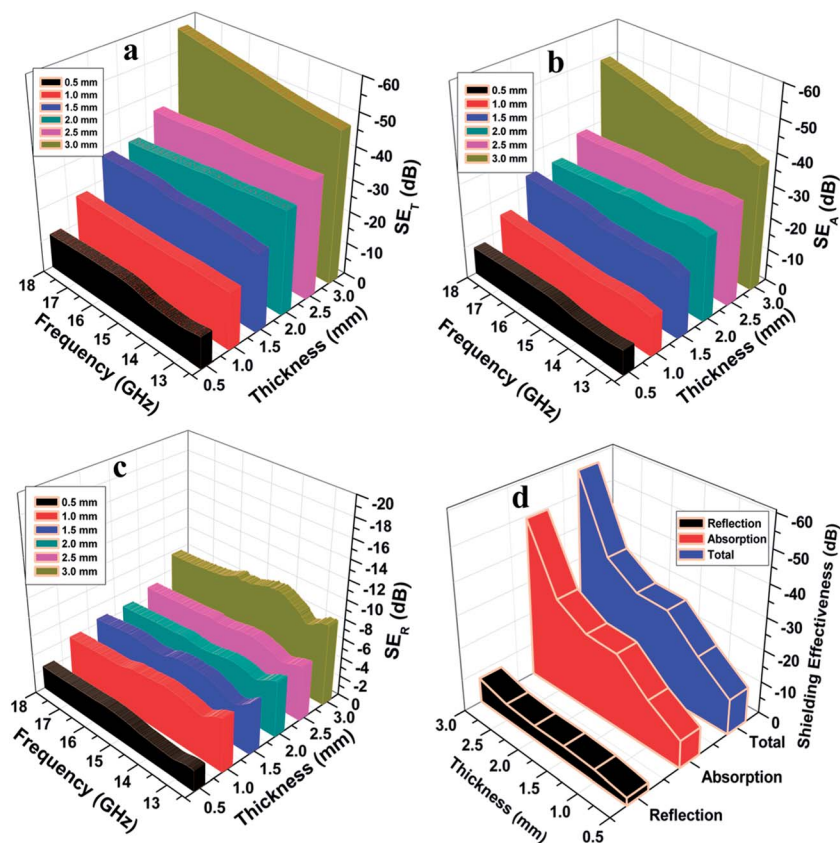 a
0.5 mm
1.0 mm
1.5 mm
2.0 mm
2.5 mm
3.0 mm
-60
-50
-40
-30
-20
-10
0
SE_T (dB)
18
17
16
15
14
13
Frequency (GHz)
0.5
1.0
1.5
2.0
2.5
3.0
Thickness (mm)
b
0.5 mm
1.0 mm
1.5 mm
2.0 mm
2.5 mm
3.0 mm
-60
-50
-40
-30
-20
-10
0
SE_A (dB)
18
17
16
15
14
13
Frequency (GHz)
0.5
1.0
1.5
2.0
2.5
3.0
Thickness (mm)
c
0.5 mm
1.0 mm
1.5 mm
2.0 mm
2.5 mm
3.0 mm
-20
-18
-16
-14
-12
-10
-8
-6
-4
-2
0
SE_R (dB)
18
17
16
15
14
13
Frequency (GHz)
0.5
1.0
1.5
2.0
2.5
3.0
Thickness (mm)
d
Reflection
Absorption
Total
-60
-50
-40
-30
-20
-10
0
Shielding Effectiveness (dB)
3.0
2.5
2.0
1.5
1.0
0.5
Thickness (mm)
Total
Absorption
Reflection